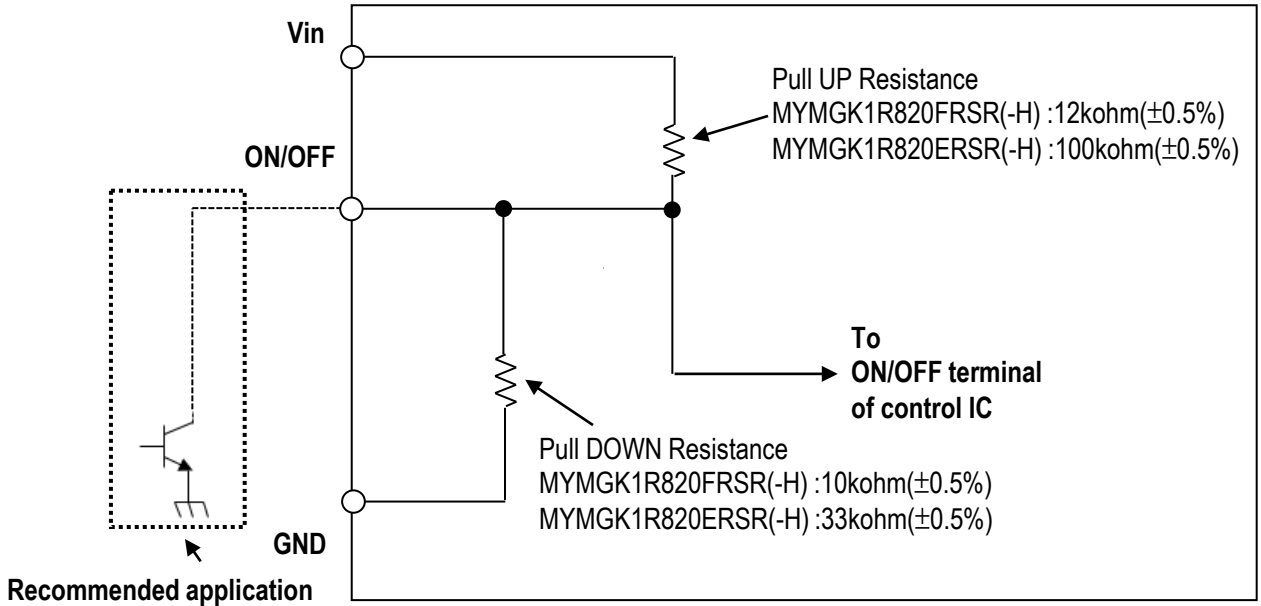 Vin
Pull UP Resistance
MYMGK1R820FRSR(-H) :12kohm(±0.5%)
MYMGK1R820ERSR(-H) :100kohm(±0.5%)
ON/OFF
To
ON/OFF terminal
of control IC
Pull DOWN Resistance
MYMGK1R820FRSR(-H) :10kohm(±0.5%)
MYMGK1R820ERSR(-H) :33kohm(±0.5%)
GND
Recommended application